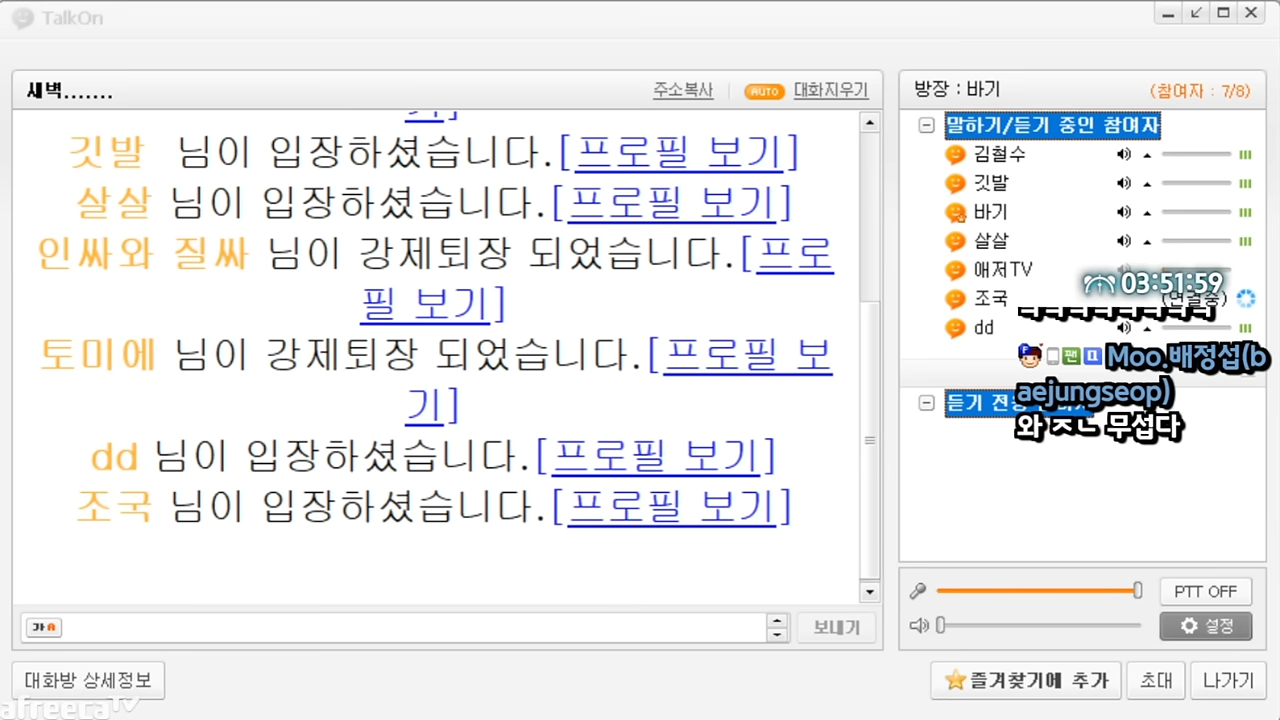 TalkOn
새벽.......
주소복사
AUTO 대화지우기
깃발 님이 입장하셨습니다.[프로필 보기]
살살 님이 입장하셨습니다.[프로필 보기]
인싸와 질싸 님이 강제퇴장 되었습니다.[프로
필 보기]
토미에 님이 강제퇴장 되었습니다.[프로필 보
기]
dd 님이 입장하셨습니다.[프로필 보기]
조국 님이 입장하셨습니다.[프로필 보기]
가A
보내기
대화방 상세정보
afreecaTV
방장 : 바기
(참여자 : 7/8)
말하기/듣기 중인 참여자
김철수
깃발
바기
살살
애저TV
03:51:59
조국 (연결중)
dd
팬 Moo.배정섭(b
aejungseop)
와 ㅈㄴ 무섭다
듣기 전용
PTT OFF
설정
즐겨찾기에 추가
초대
나가기